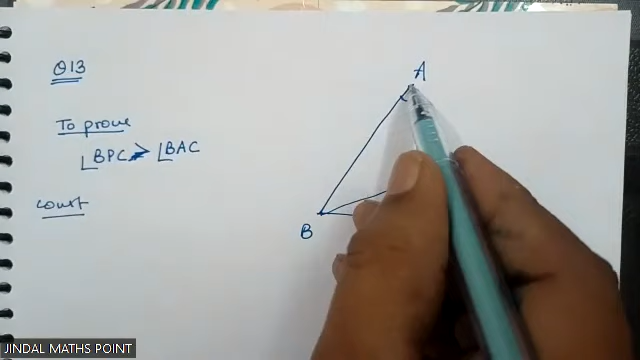 Q13
A
To prove
∟BPC > ∟BAC
const
B
JINDAL MATHS POINT